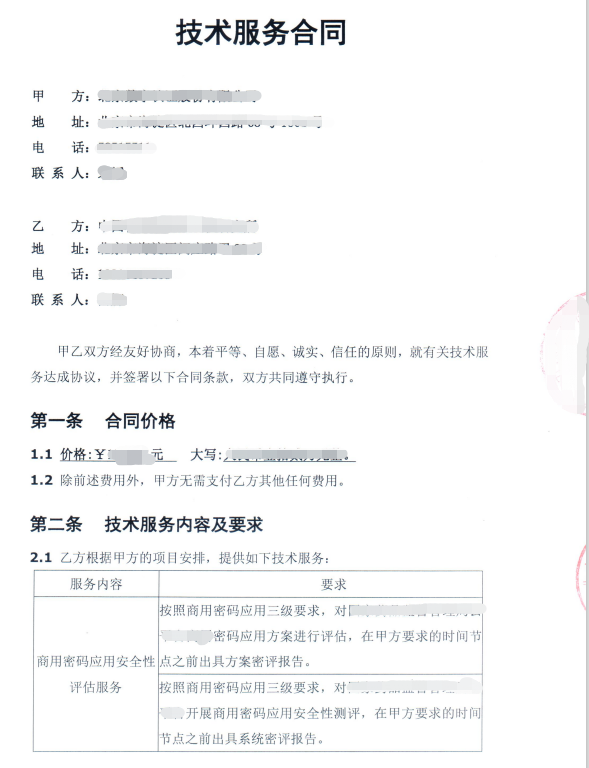 技术服务合同
甲 方：
地 址：
电 话：
联 系 人：
乙 方：
地 址：
电 话：
联 系 人：
甲乙双方经友好协商，本着平等、自愿、诚实、信任的原则，就有关技术服
务达成协议，并签署以下合同条款，双方共同遵守执行。
第一条 合同价格
1.1 价格:￥ 元 大写:
1.2 除前述费用外，甲方无需支付乙方其他任何费用。
第二条 技术服务内容及要求
2.1 乙方根据甲方的项目安排，提供如下技术服务：
服务内容 要求
商用密码应用安全性
评估服务
按照商用密码应用三级要求，对
密码应用方案进行评估，在甲方要求的时间节
点之前出具方案密评报告。
按照商用密码应用三级要求，对
开展商用密码应用安全性测评，在甲方要求的时间
节点之前出具系统密评报告。